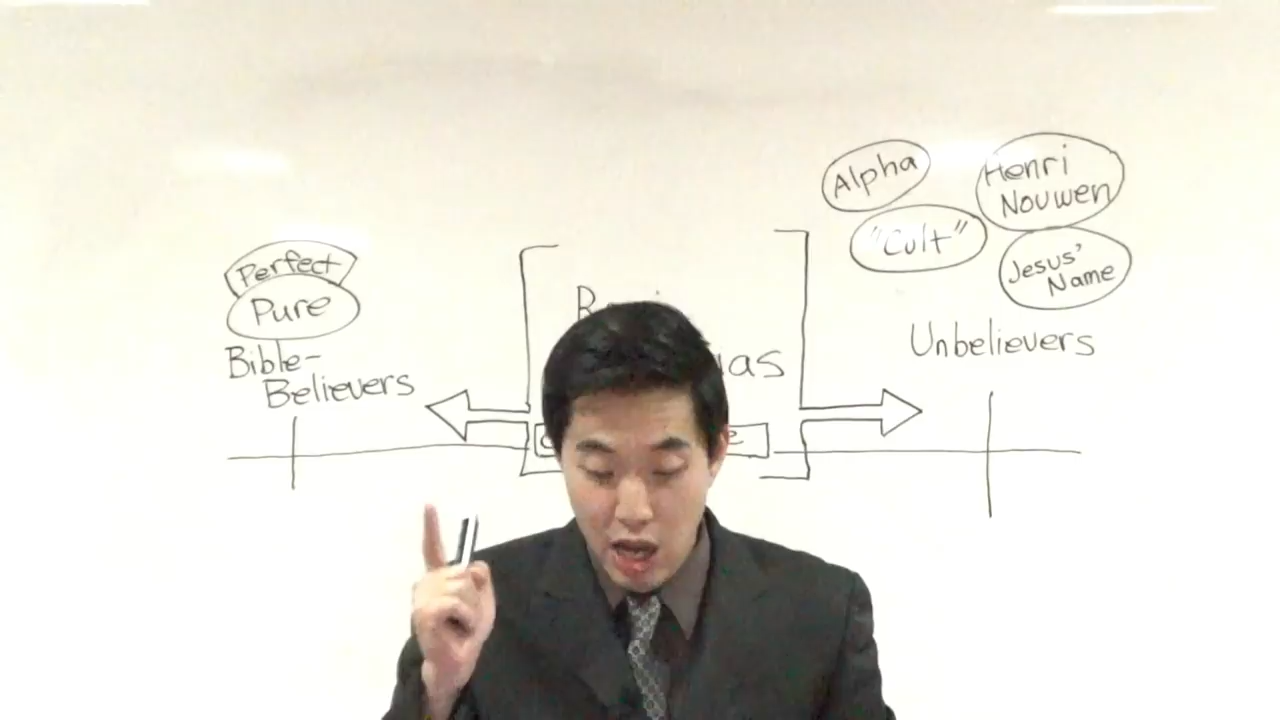 Perfect
Pure
Bible-
Believers
Alpha
"Cult"
Henri
Nouwen
Jesus'
Name
Unbelievers